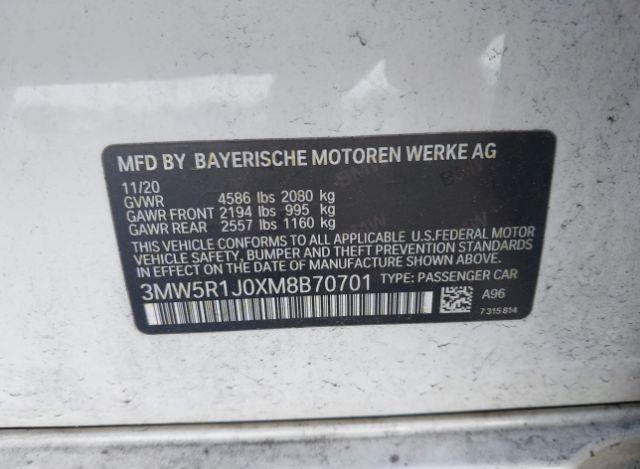 MFD BY BAYERISCHE MOTOREN WERKE AG
11/20
GVWR 4586 lbs 2080 kg
GAWR FRONT 2194 lbs 995 kg
GAWR REAR 2557 lbs 1160 kg
THIS VEHICLE CONFORMS TO ALL APPLICABLE U.S.FEDERAL MOTOR
VEHICLE SAFETY, BUMPER AND THEFT PREVENTION STANDARDS
IN EFFECT ON THE DATE OF MANUFACTURE SHOWN ABOVE.
3MW5R1J0XM8B70701 TYPE: PASSENGER CAR
A96
7 315 814